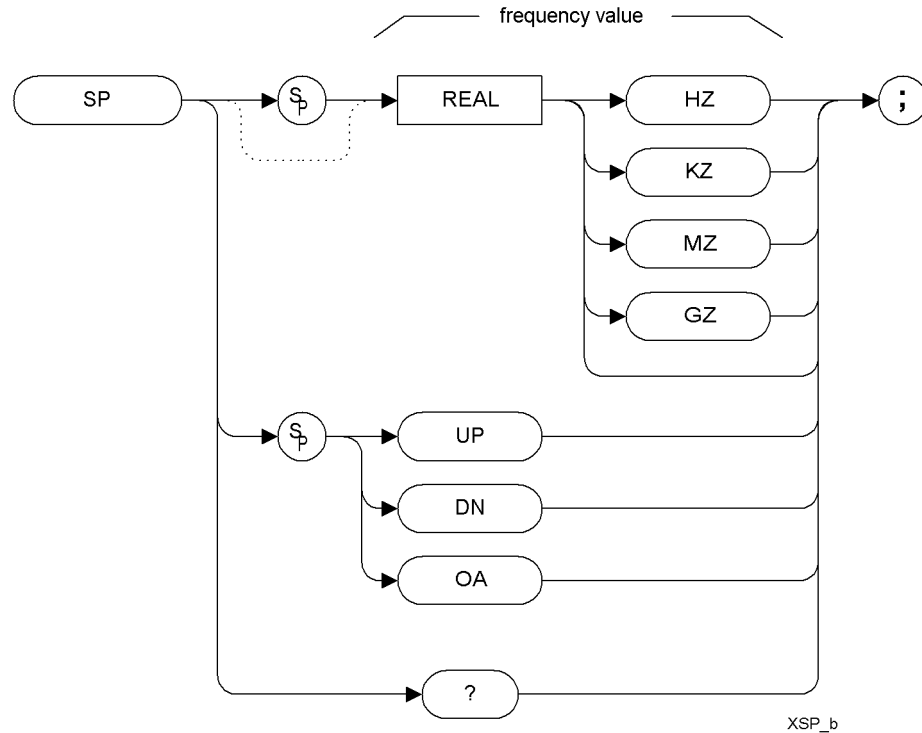 frequency value
SP
SP
REAL
HZ
;
KZ
MZ
GZ
SP
UP
DN
OA
?
XSP_b